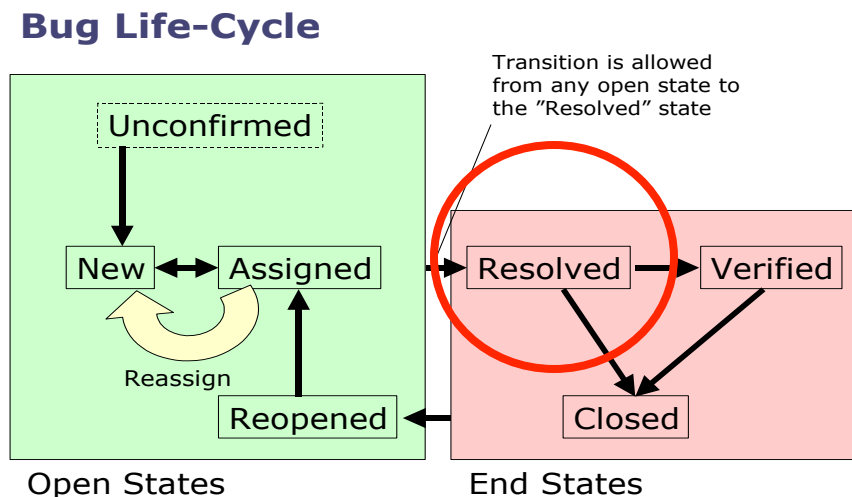 Bug Life-Cycle
Transition is allowed
from any open state to
the ”Resolved” state
Unconfirmed
New
Assigned
Resolved
Verified
Reassign
Reopened
Closed
Open States
End States